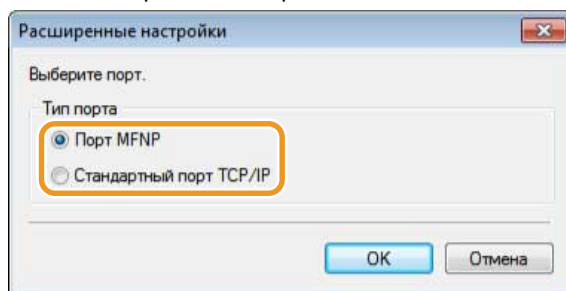 Расширенные настройки
Выберите порт.
Тип порта
Порт MFNP
Стандартный порт TCP/IP
OK Отмена